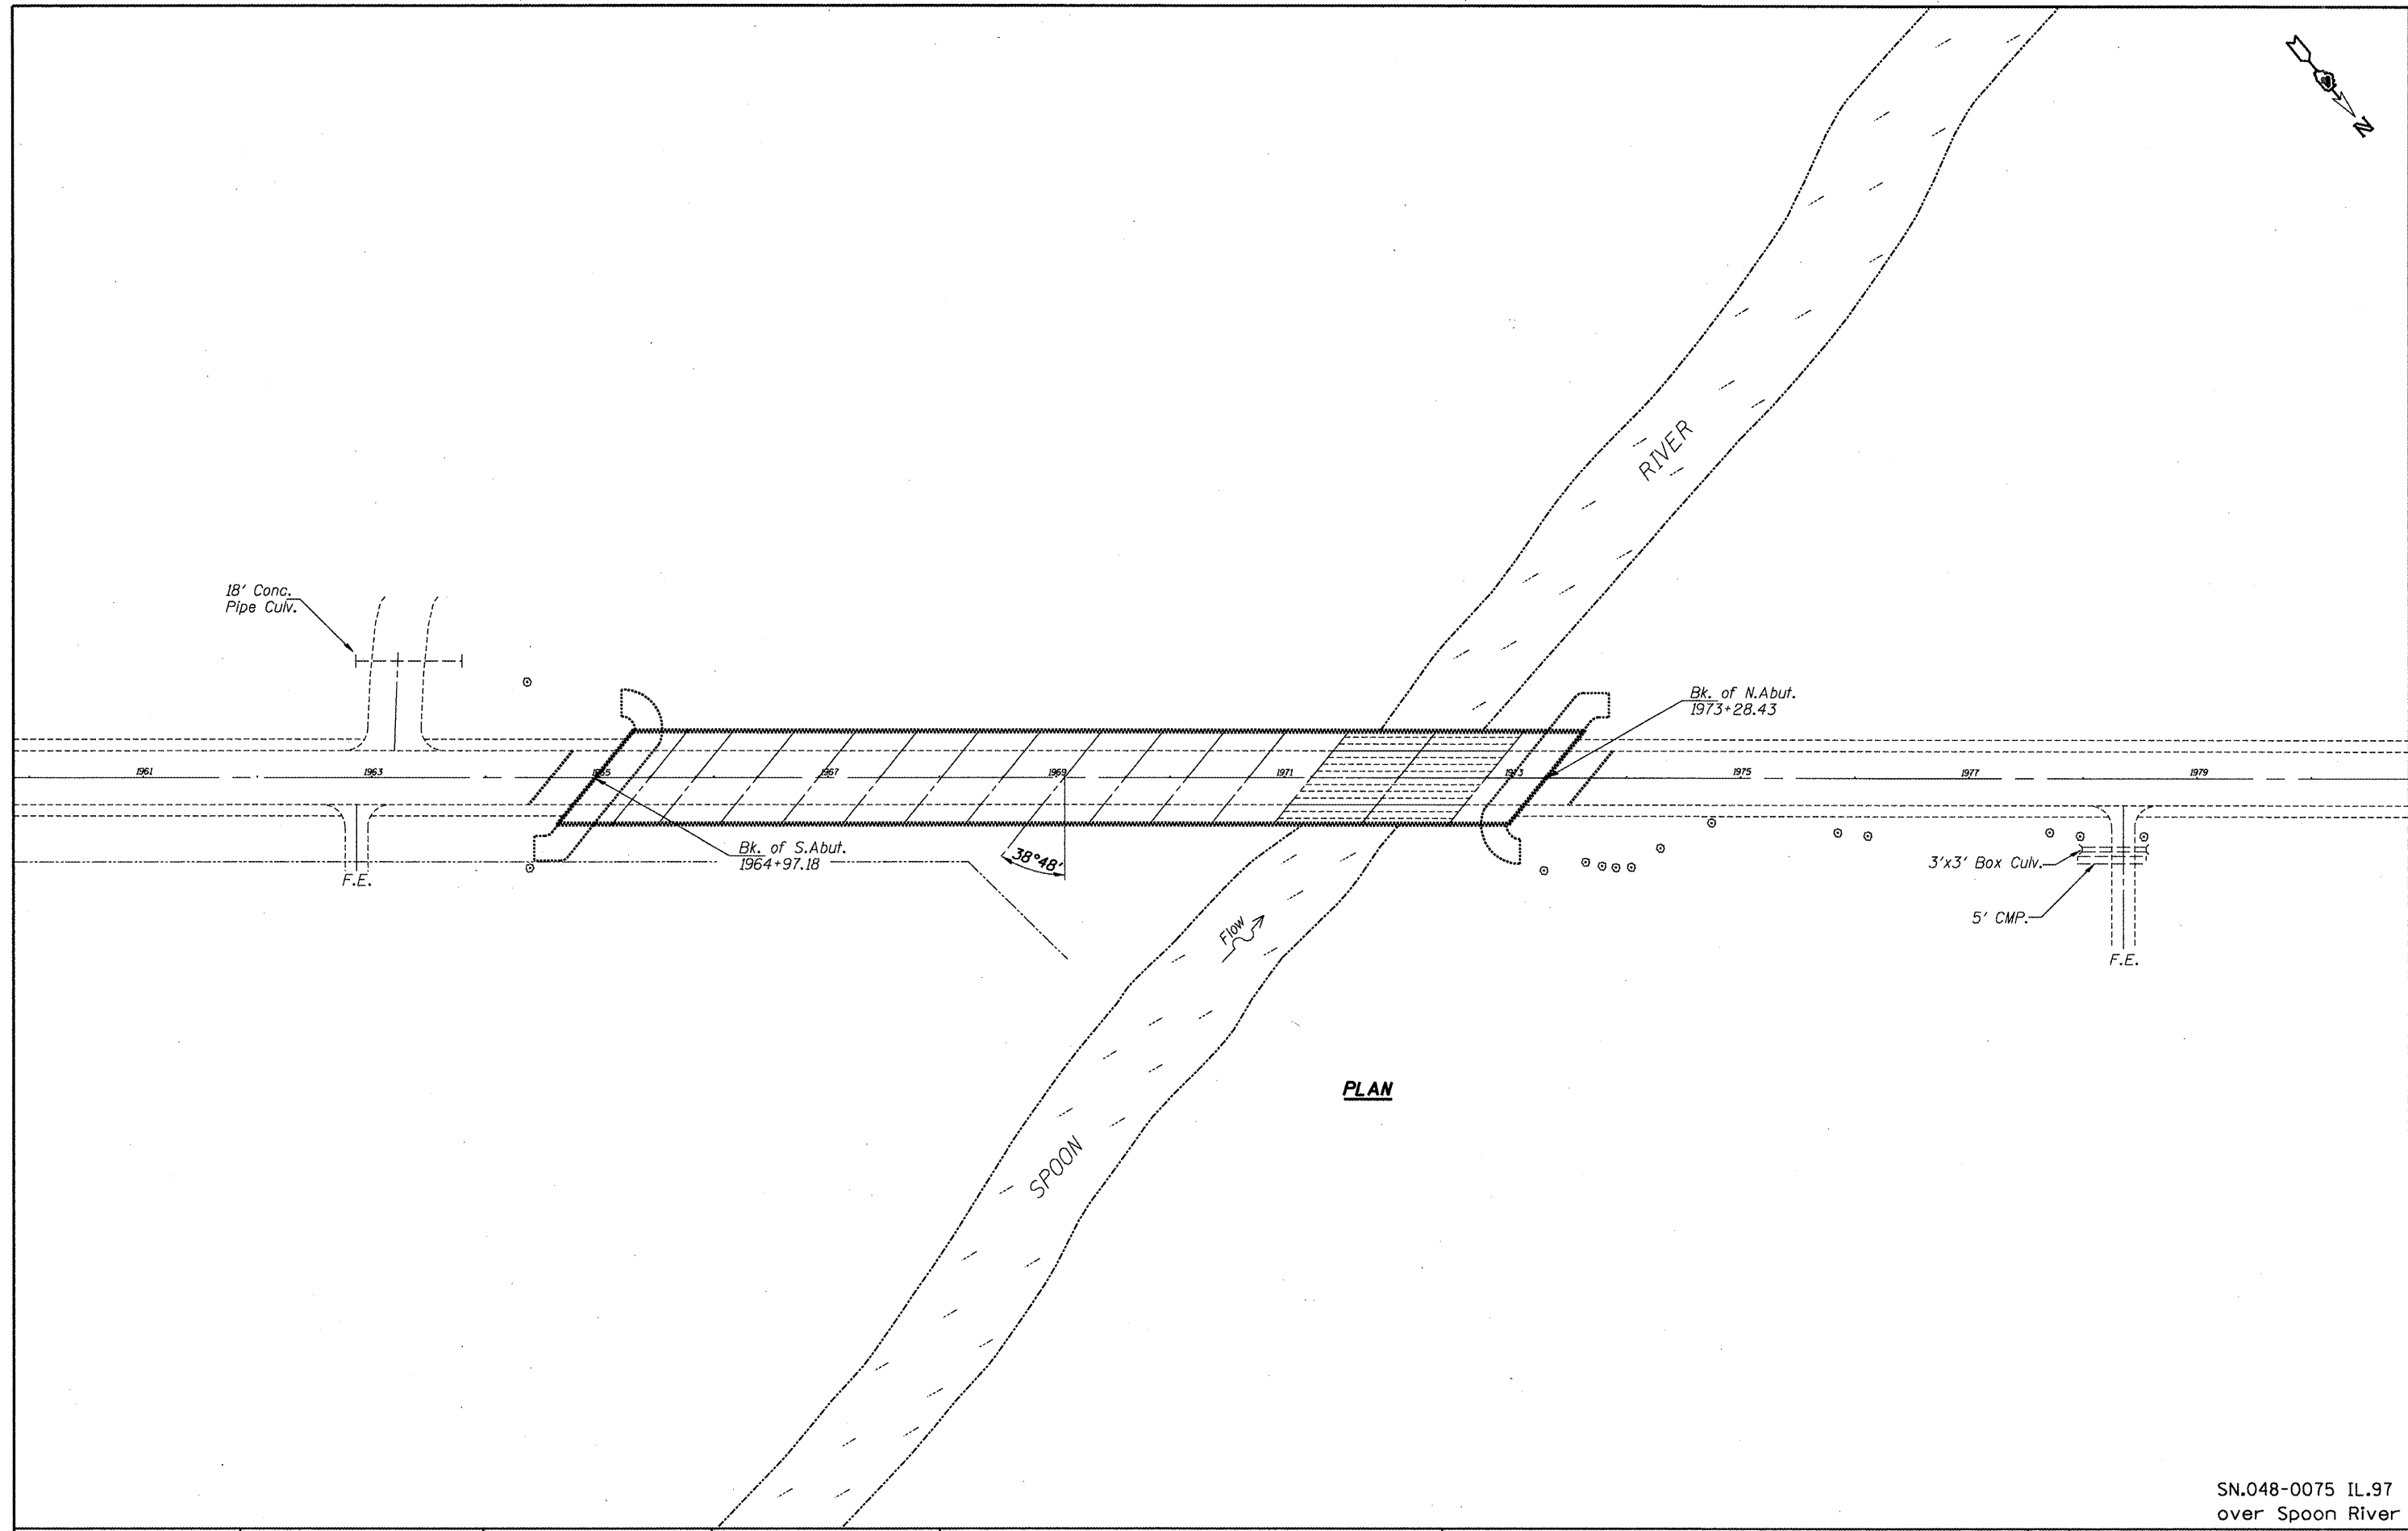 N
RIVER
18' Conc.
Pipe Culv.
Bk. of N.Abut.
1973+28.43
1961
1963
1965
1967
1969
1971
1973
1975
1977
1979
Bk. of S.Abut.
1964+97.18
38°48'
F.E.
3'x3' Box Culv.
5' CMP.
F.E.
Flow
PLAN
SPOON
SN.048-0075 IL.97
over Spoon River